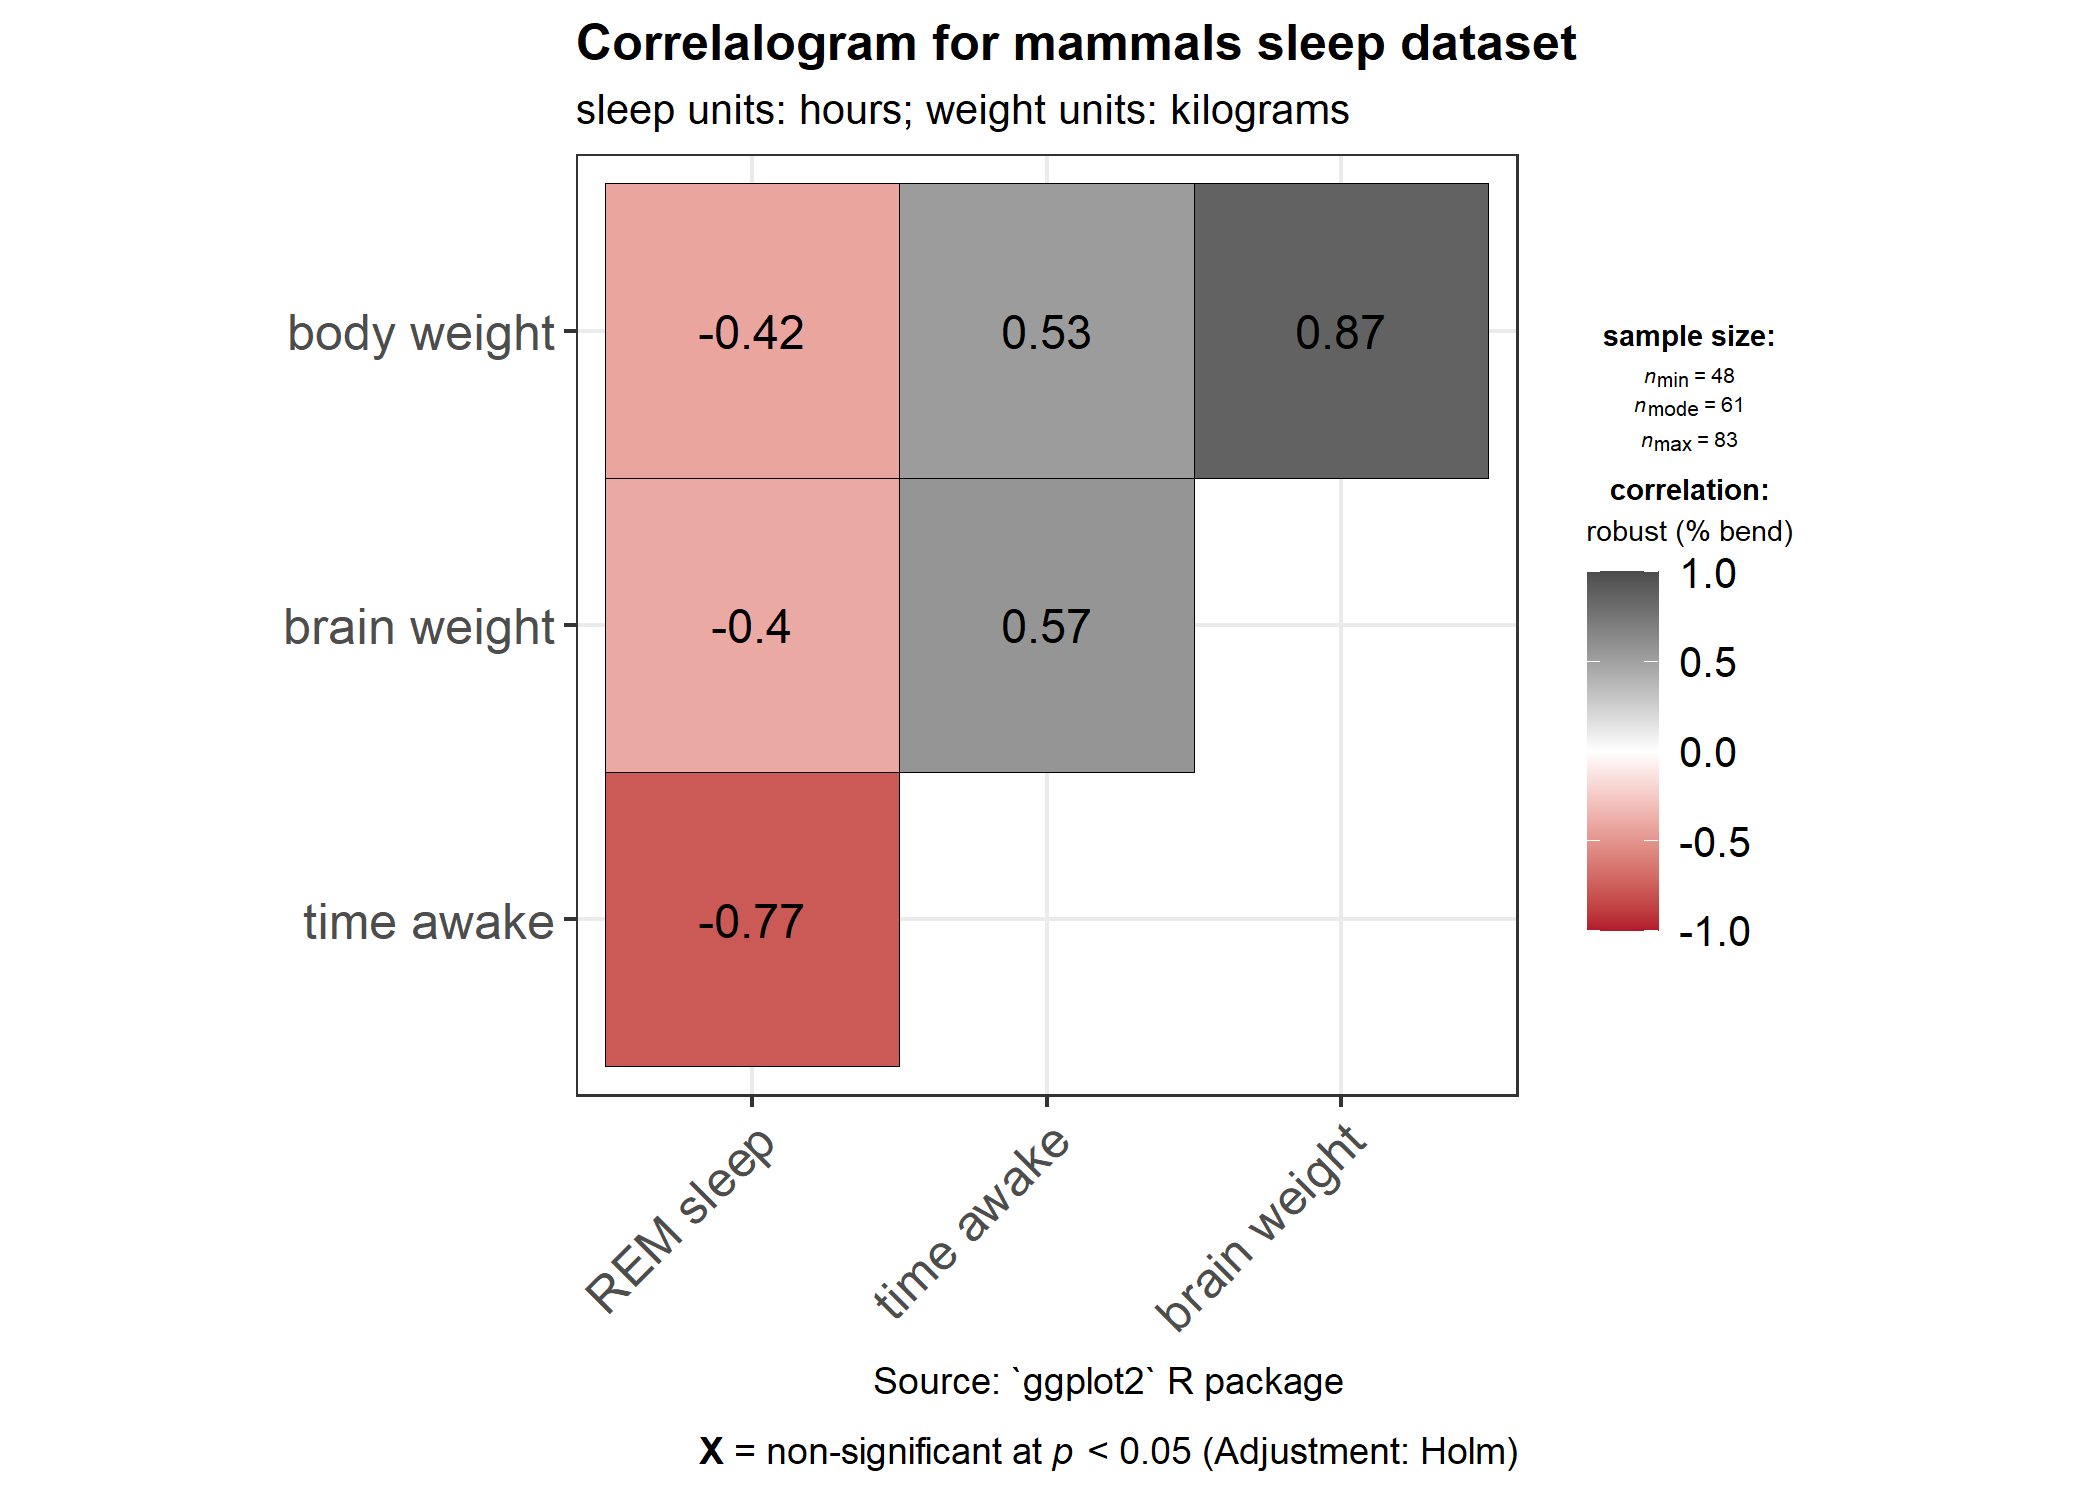 Correlalogram for mammals sleep dataset
sleep units: hours; weight units: kilograms
body weight
-0.42
0.53
0.87
brain weight
-0.4
0.57
time awake
-0.77
REM sleep
time awake
brain weight
sample size:
nmin = 48
nmode = 61
nmax = 83
correlation:
robust (% bend)
1.0
0.5
0.0
-0.5
-1.0
Source: `ggplot2` R package
X = non-significant at p < 0.05 (Adjustment: Holm)